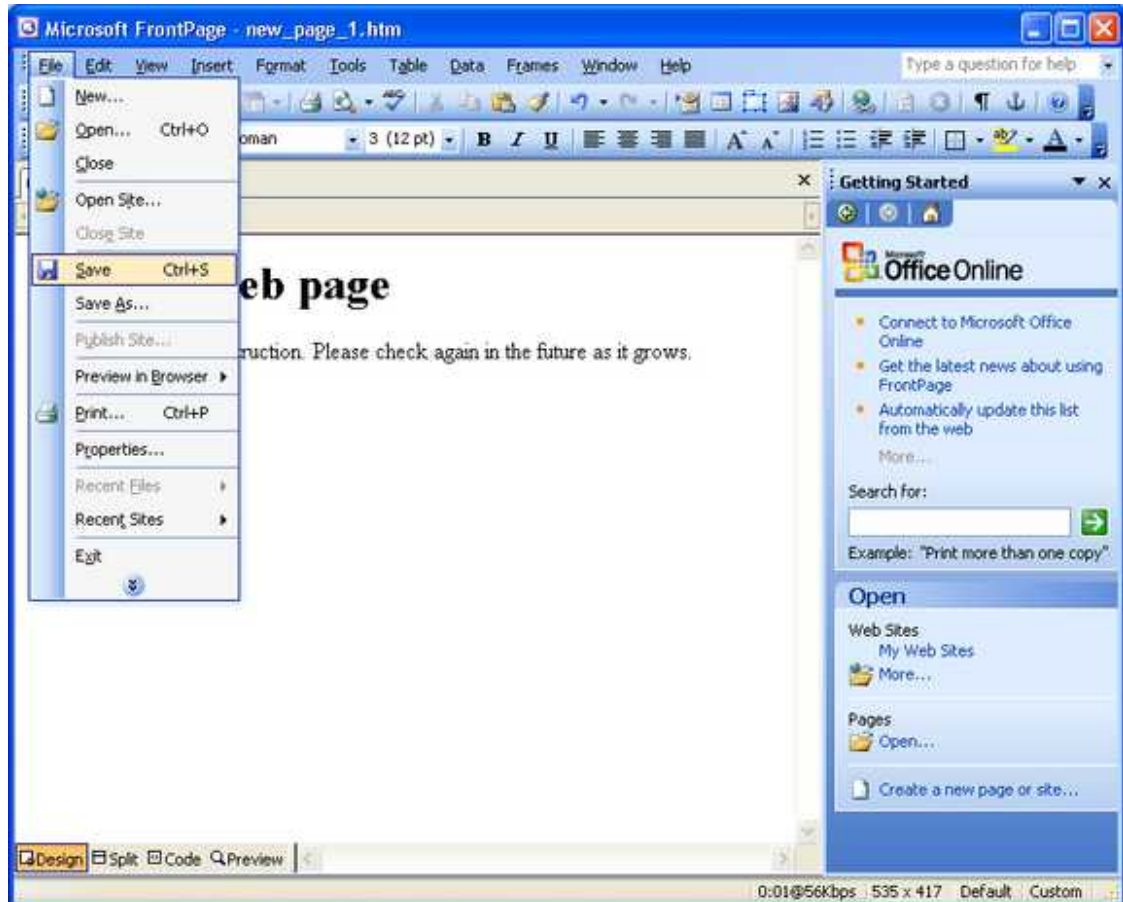 Microsoft FrontPage - new_page_1.htm
File Edit View Insert Format Tools Table Data Frames Window Help Type a question for help
New...
Open... Ctrl+O
oman 3 (12 pt) B I U A A A
Close
Getting Started
Open Site...
Close Site
Microsoft
Office Online
Save Ctrl+S
eb page
Save As...
Connect to Microsoft Office
Online
Publish Site...
ruction. Please check again in the future as it grows.
Get the latest news about using
FrontPage
Preview in Browser
Automatically update this list
from the web
Print... Ctrl+P
More...
Properties...
Recent Files
Search for:
Recent Sites
Exit
Example: "Print more than one copy"
Open
Web Sites
My Web Sites
More...
Pages
Open...
Create a new page or site...
Design Split Code Preview
0:01@56Kbps 535 x 417 Default Custom